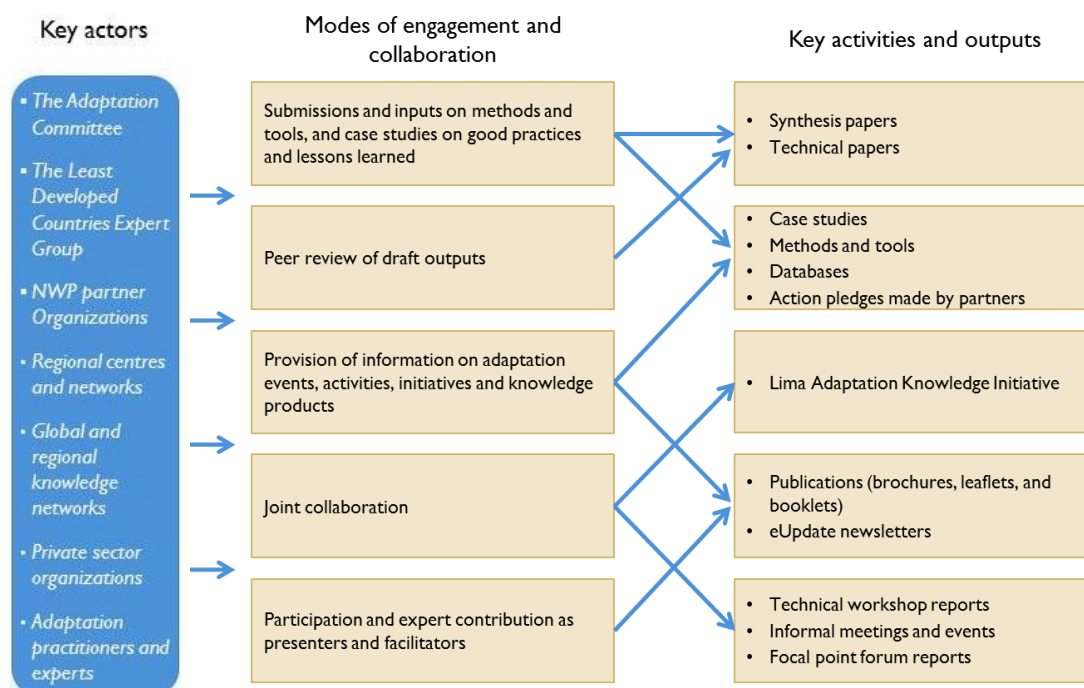 Key actors
▪ The Adaptation
Committee
▪ The Least
Developed
Countries Expert
Group
▪ NWP partner
Organizations
▪ Regional centres
and networks
▪ Global and
regional
knowledge
networks
▪ Private sector
organizations
▪ Adaptation
practitioners and
experts
Modes of engagement and
collaboration
Submissions and inputs on methods and
tools, and case studies on good practices
and lessons learned
Peer review of draft outputs
Provision of information on adaptation
events, activities, initiatives and knowledge
products
Joint collaboration
Participation and expert contribution as
presenters and facilitators
Key activities and outputs
• Synthesis papers
• Technical papers
• Case studies
• Methods and tools
• Databases
• Action pledges made by partners
• Lima Adaptation Knowledge Initiative
• Publications (brochures, leaflets, and
booklets)
• eUpdate newsletters
• Technical workshop reports
• Informal meetings and events
• Focal point forum reports